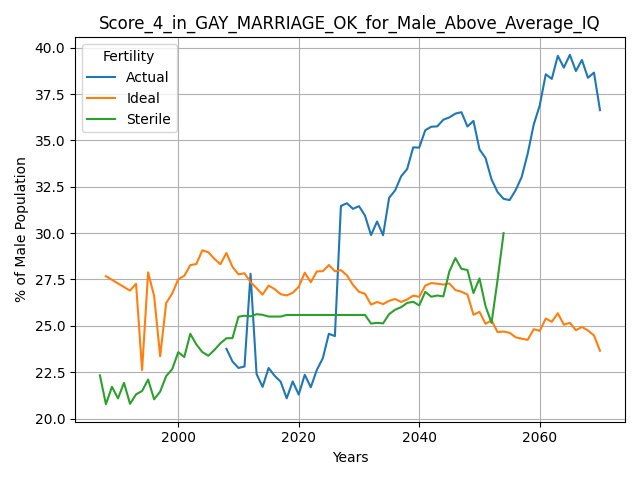 Score_4_in_GAY_MARRIAGE_OK_for_Male_Above_Average_IQ
Fertility
Actual
Ideal
Sterile
% of Male Population
40.0
37.5
35.0
32.5
30.0
27.5
25.0
22.5
20.0
2000
2020
2040
2060
Years